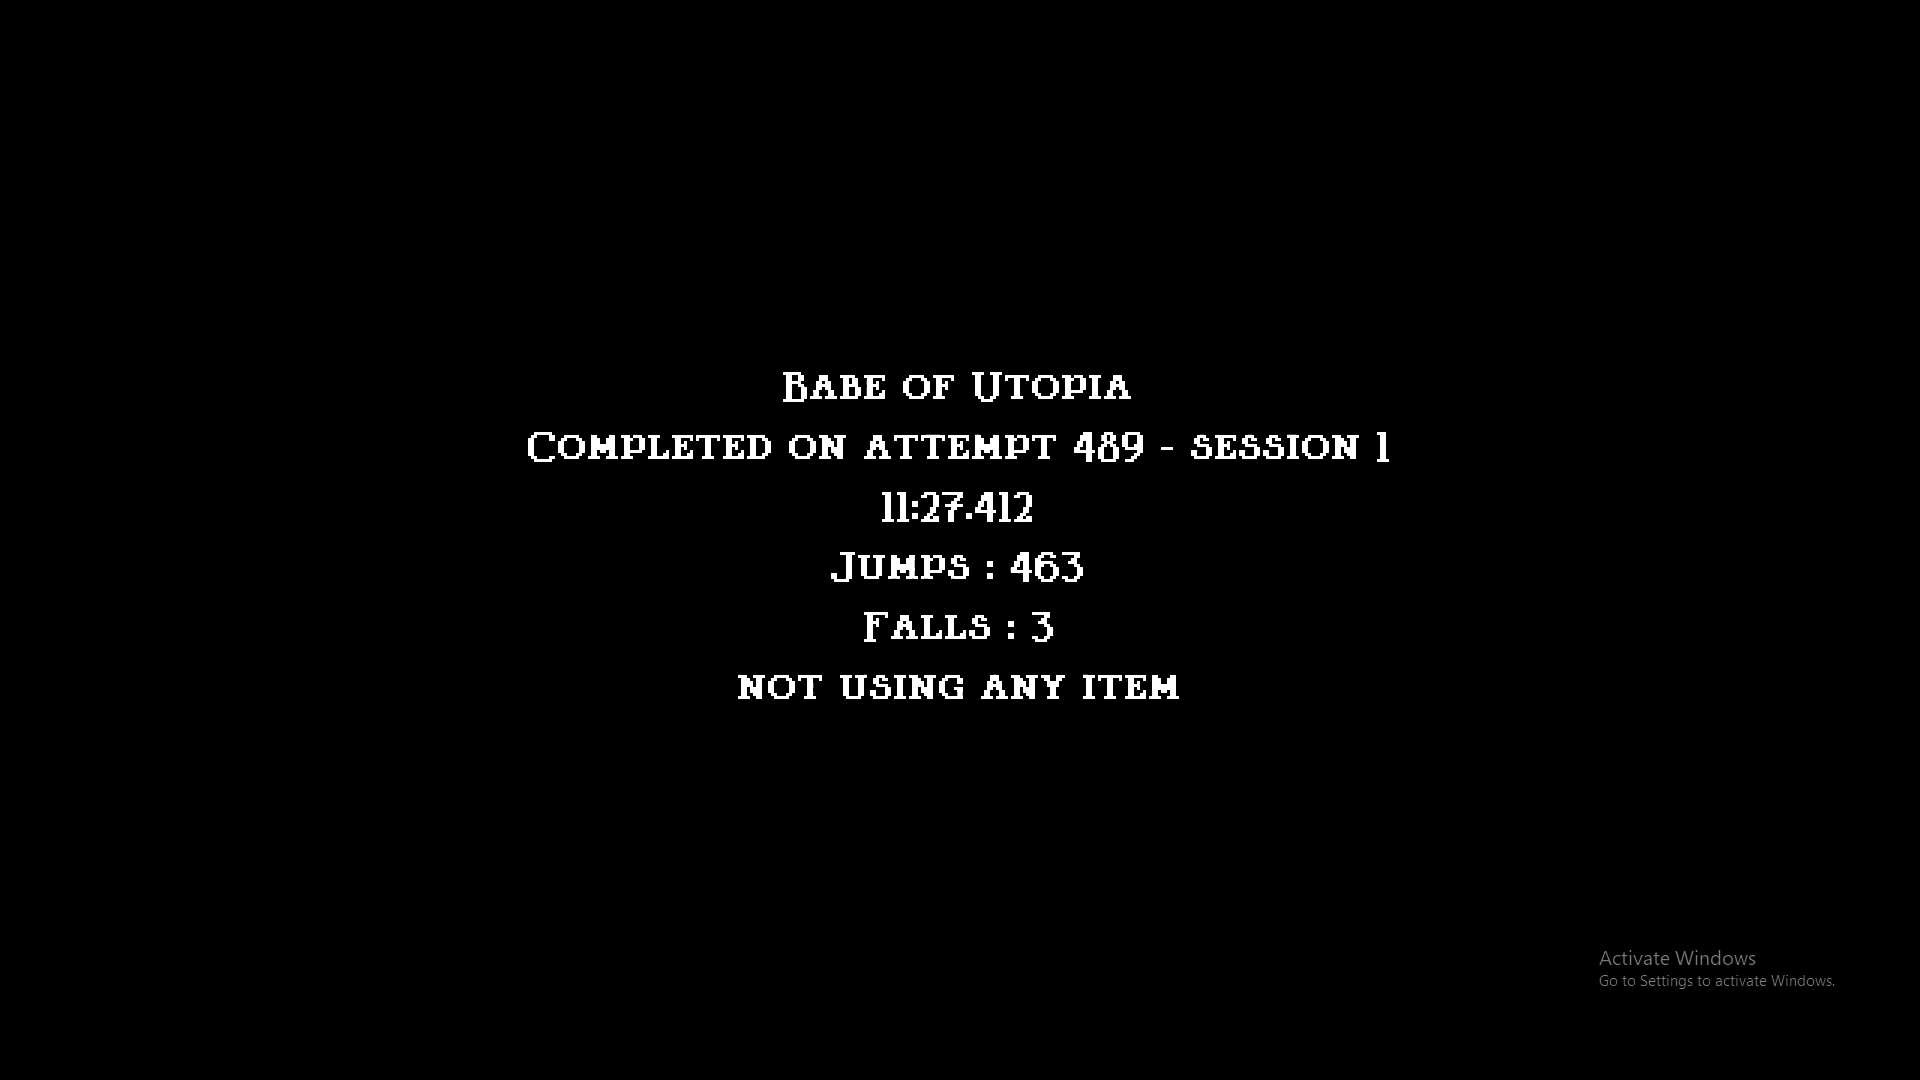 Babe of Utopia
Completed on attempt 489 - session 1
11:27.412
Jumps : 463
Falls : 3
not using any item
Activate Windows
Go to Settings to activate Windows.